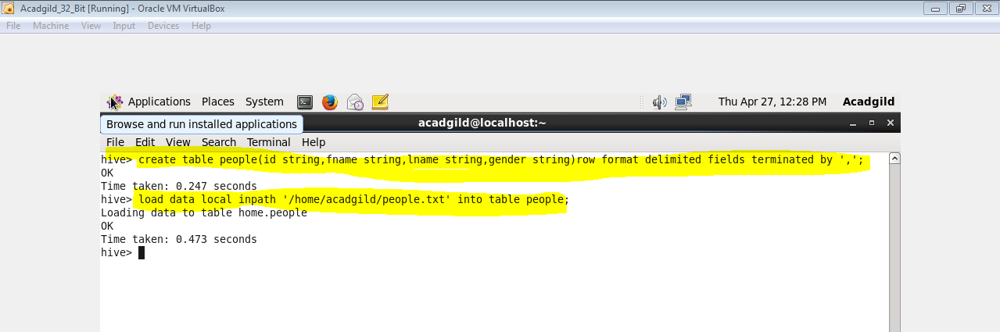 Acadgild_32_Bit [Running] - Oracle VM VirtualBox
File Machine View Input Devices Help
Applications Places System Thu Apr 27, 12:28 PM Acadgild
Browse and run installed applications
acadgild@localhost:~
File Edit View Search Terminal Help
hive> create table people(id string,fname string,lname string,gender string)row format delimited fields terminated by ',';
OK
Time taken: 0.247 seconds
hive> load data local inpath '/home/acadgild/people.txt' into table people;
Loading data to table home.people
OK
Time taken: 0.473 seconds
hive>